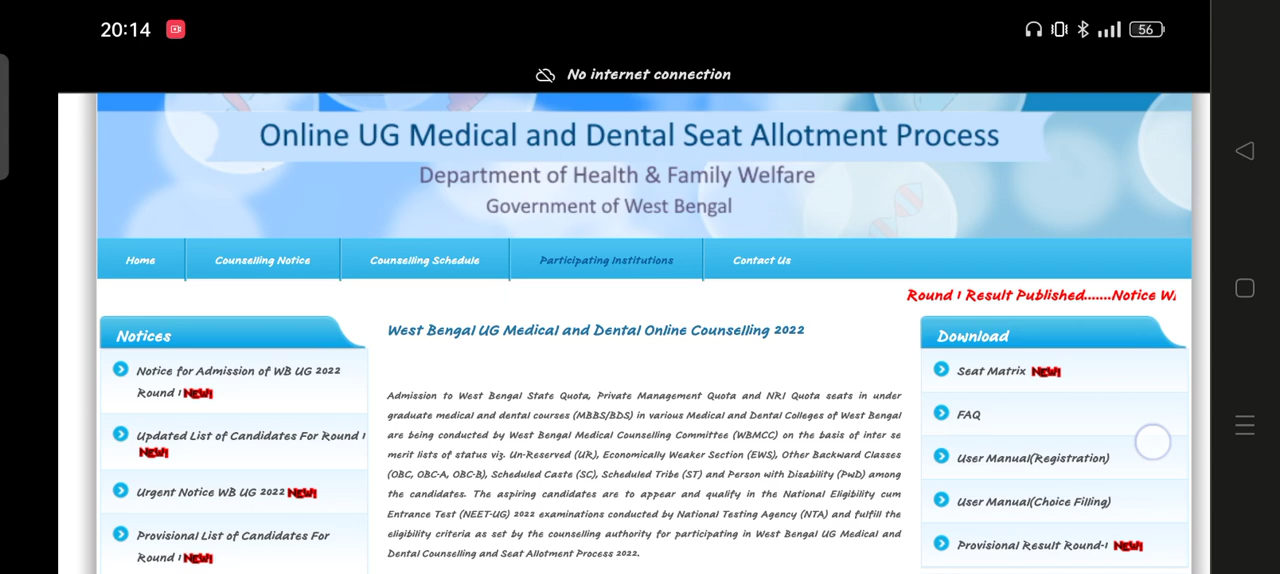 20:14
56
No internet connection
Online UG Medical and Dental Seat Allotment Process
Department of Health & Family Welfare
Government of West Bengal
Home
Counselling Notice
Counselling Schedule
Participating Institutions
Contact Us
Round 1 Result Published.......Notice W
Notices
Notice for Admission of WB UG 2022
Round 1 NEW!
Updated List of Candidates For Round 1
NEW!
Urgent Notice WB UG 2022 NEW!
Provisional List of Candidates For
Round 1 NEW!
West Bengal UG Medical and Dental Online Counselling 2022
Admission to West Bengal State Quota, Private Management Quota and NRI Quota seats in under
graduate medical and dental courses (MBBS/BDS) in various Medical and Dental Colleges of West Bengal
are being conducted by West Bengal Medical Counselling Committee (WBMCC) on the basis of inter se
merit lists of status viz. Un-Reserved (UR), Economically Weaker Section (EWS), Other Backward Classes
(OBC, OBC-A, OBC-B), Scheduled Caste (SC), Scheduled Tribe (ST) and Person with Disability (PwD) among
the candidates. The aspiring candidates are to appear and qualify in the National Eligibility cum
Entrance Test (NEET-UG) 2022 examinations conducted by National Testing Agency (NTA) and fulfill the
eligibility criteria as set by the counselling authority for participating in West Bengal UG Medical and
Dental Counselling and Seat Allotment Process 2022.
Download
Seat Matrix NEW!
FAQ
User Manual(Registration)
User Manual(Choice Filling)
Provisional Result Round-1 NEW!